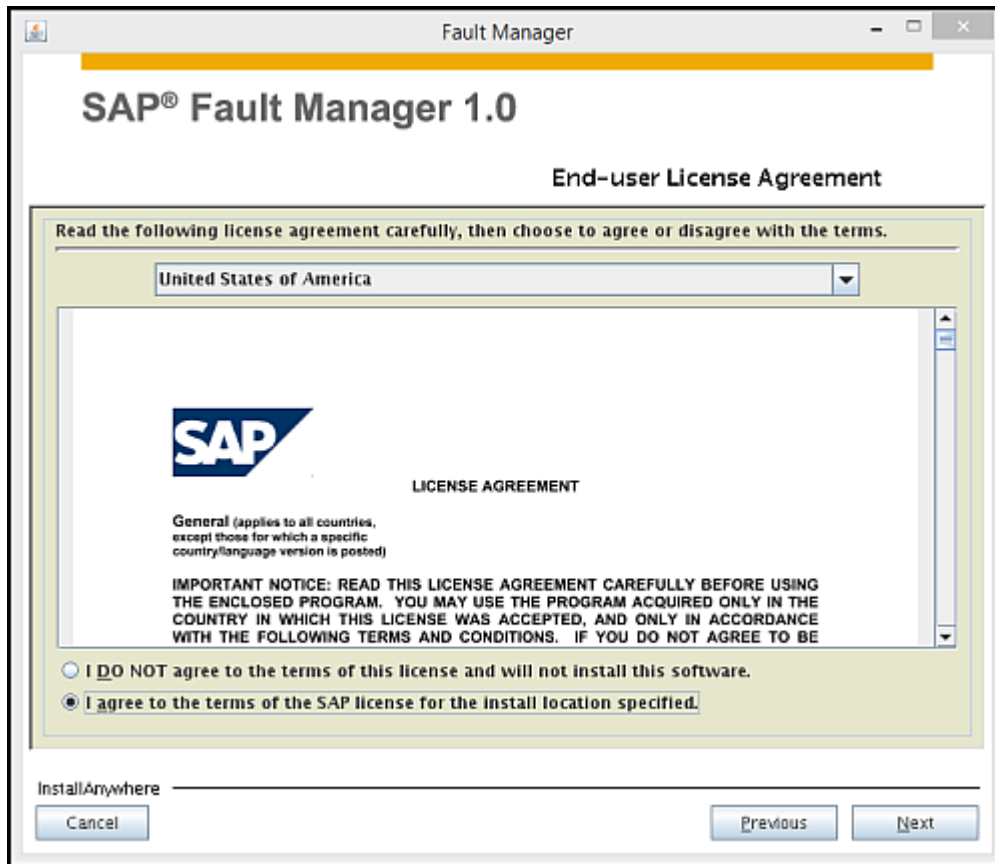 Fault Manager
SAP® Fault Manager 1.0
End-user License Agreement
Read the following license agreement carefully, then choose to agree or disagree with the terms.
United States of America
SAP
LICENSE AGREEMENT
General (applies to all countries,
except those for which a specific
country/language version is posted)
IMPORTANT NOTICE: READ THIS LICENSE AGREEMENT CAREFULLY BEFORE USING
THE ENCLOSED PROGRAM. YOU MAY USE THE PROGRAM ACQUIRED ONLY IN THE
COUNTRY IN WHICH THIS LICENSE WAS ACCEPTED, AND ONLY IN ACCORDANCE
WITH THE FOLLOWING TERMS AND CONDITIONS. IF YOU DO NOT AGREE TO BE
I DO NOT agree to the terms of this license and will not install this software.
I agree to the terms of the SAP license for the install location specified.
InstallAnywhere
Cancel
Previous
Next